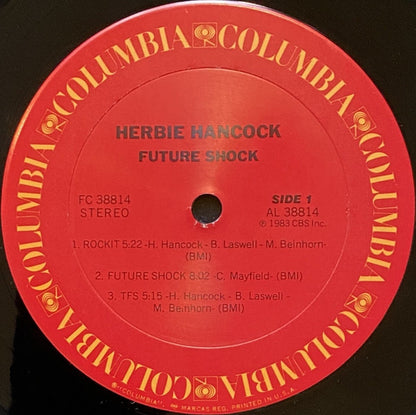 COLUMBIA COLUMBIA COLUMBIA COLUMBIA COLUMBIA COLUMBIA
HERBIE HANCOCK
FUTURE SHOCK
FC 38814
STEREO
SIDE 1
AL 38814
℗ 1983 CBS Inc.
1. ROCKIT 5:22 -H. Hancock - B. Laswell - M. Beinhorn-
(BMI)
2. FUTURE SHOCK 8:02 -C. Mayfield- (BMI)
3. TFS 5:15 -H. Hancock - B. Laswell -
M. Beinhorn- (BMI)
® "COLUMBIA", MARCAS REG. PRINTED IN U.S.A.